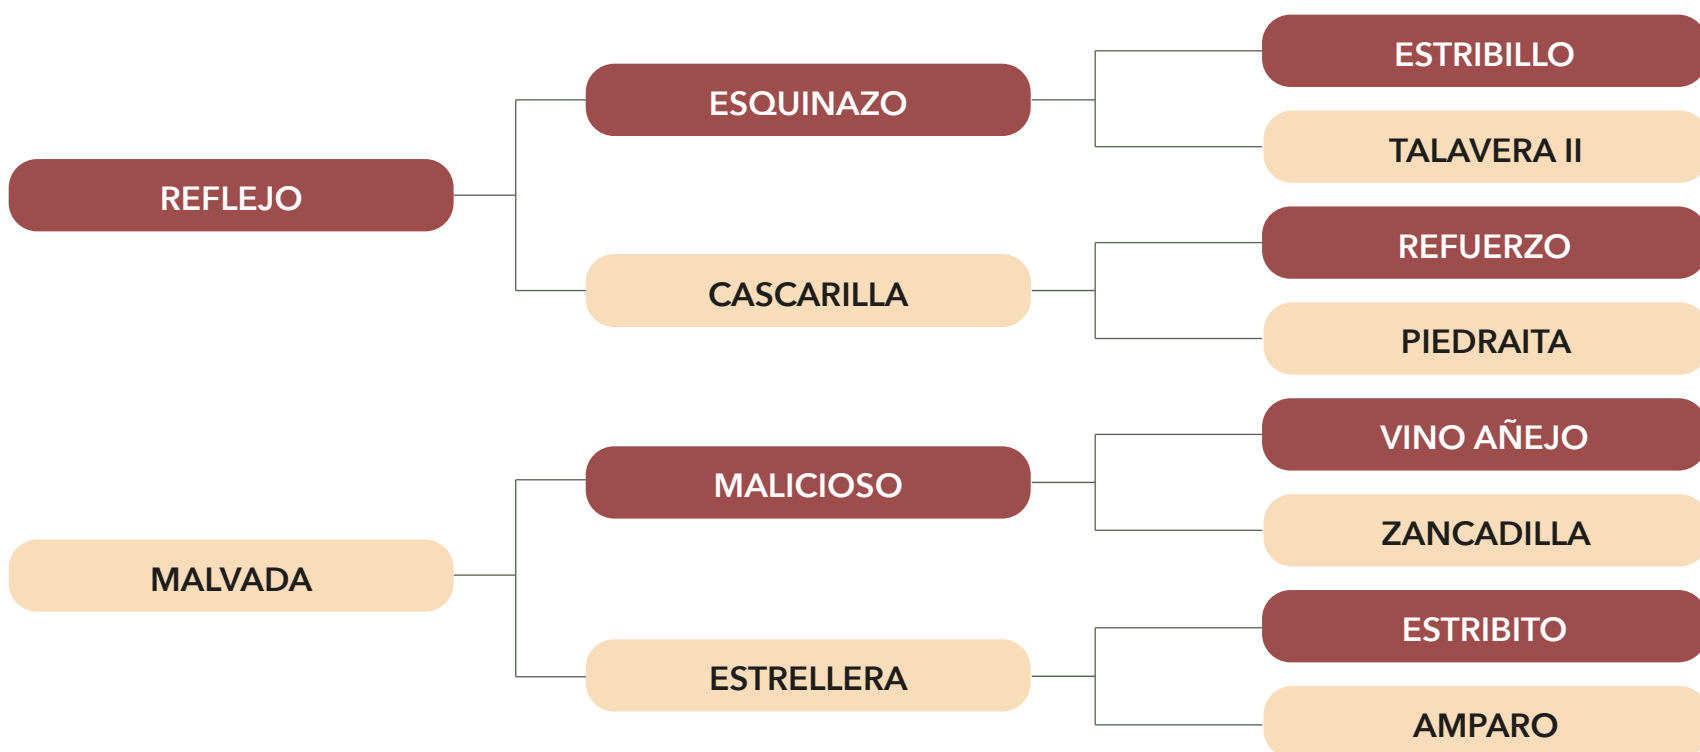 ESTRIBILLO
ESQUINAZO
TALAVERA II
REFLEJO
REFUERZO
CASCARILLA
PIEDRAITA
VINO AÑEJO
MALICIOSO
ZANCADILLA
MALVADA
ESTRIBITO
ESTRELLERA
AMPARO